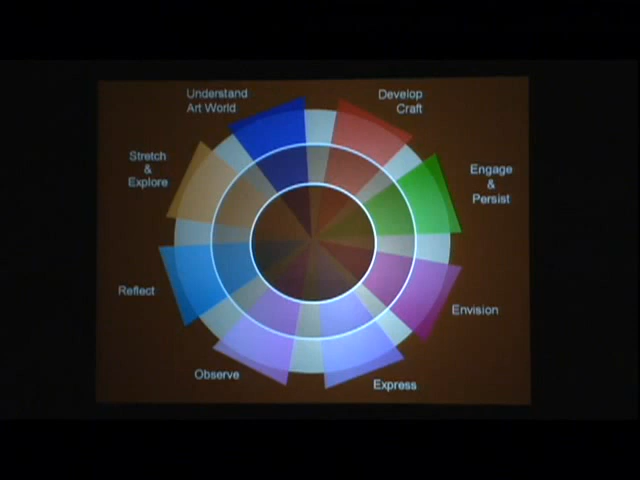 Understand
Art World
Develop
Craft
Stretch
&
Explore
Engage
&
Persist
Reflect
Envision
Observe
Express